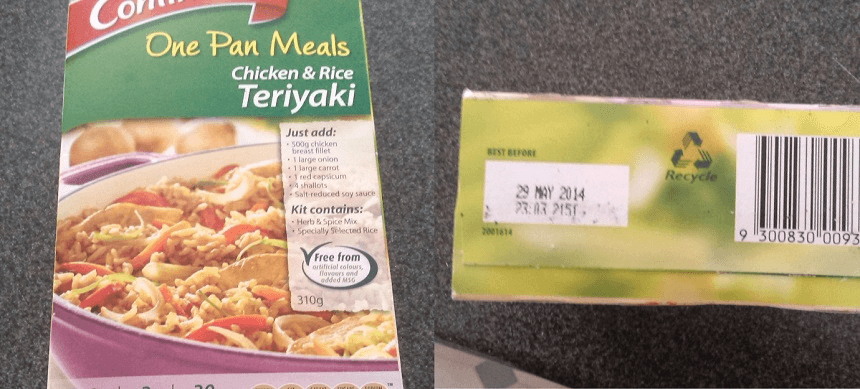 One Pan Meals
Chicken & Rice
Teriyaki
Just add:
• 500g chicken
breast fillet
• 1 large onion
• 1 large carrot
• 1 red capsicum
• 4 shallots
• Salt-reduced soy sauce
Kit contains:
• Herb & Spice Mix
• Specially Selected Rice
Free from
artificial colours,
flavours and
added MSG
310g
BEST BEFORE
29 MAY 2014
2001614
Recycle
9 300830 0093